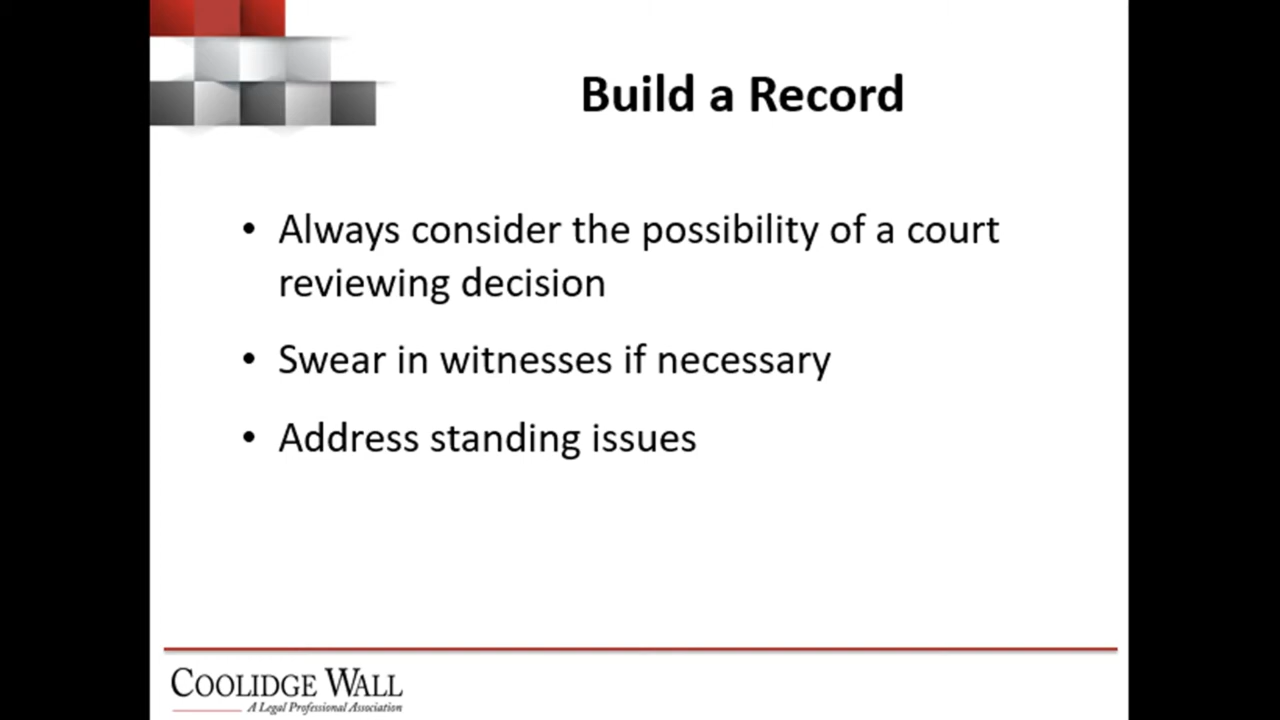 Build a Record
• Always consider the possibility of a court
reviewing decision
• Swear in witnesses if necessary
• Address standing issues
COOLIDGE WALL
A Legal Professional Association